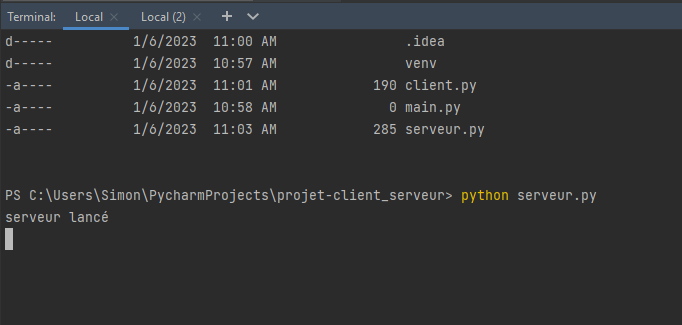 Terminal: Local × Local (2) × +
d----- 1/6/2023 11:00 AM .idea
d----- 1/6/2023 10:57 AM venv
-a---- 1/6/2023 11:01 AM 190 client.py
-a---- 1/6/2023 10:58 AM 0 main.py
-a---- 1/6/2023 11:03 AM 285 serveur.py
PS C:\Users\Simon\PycharmProjects\projet-client_serveur> python serveur.py
serveur lancé